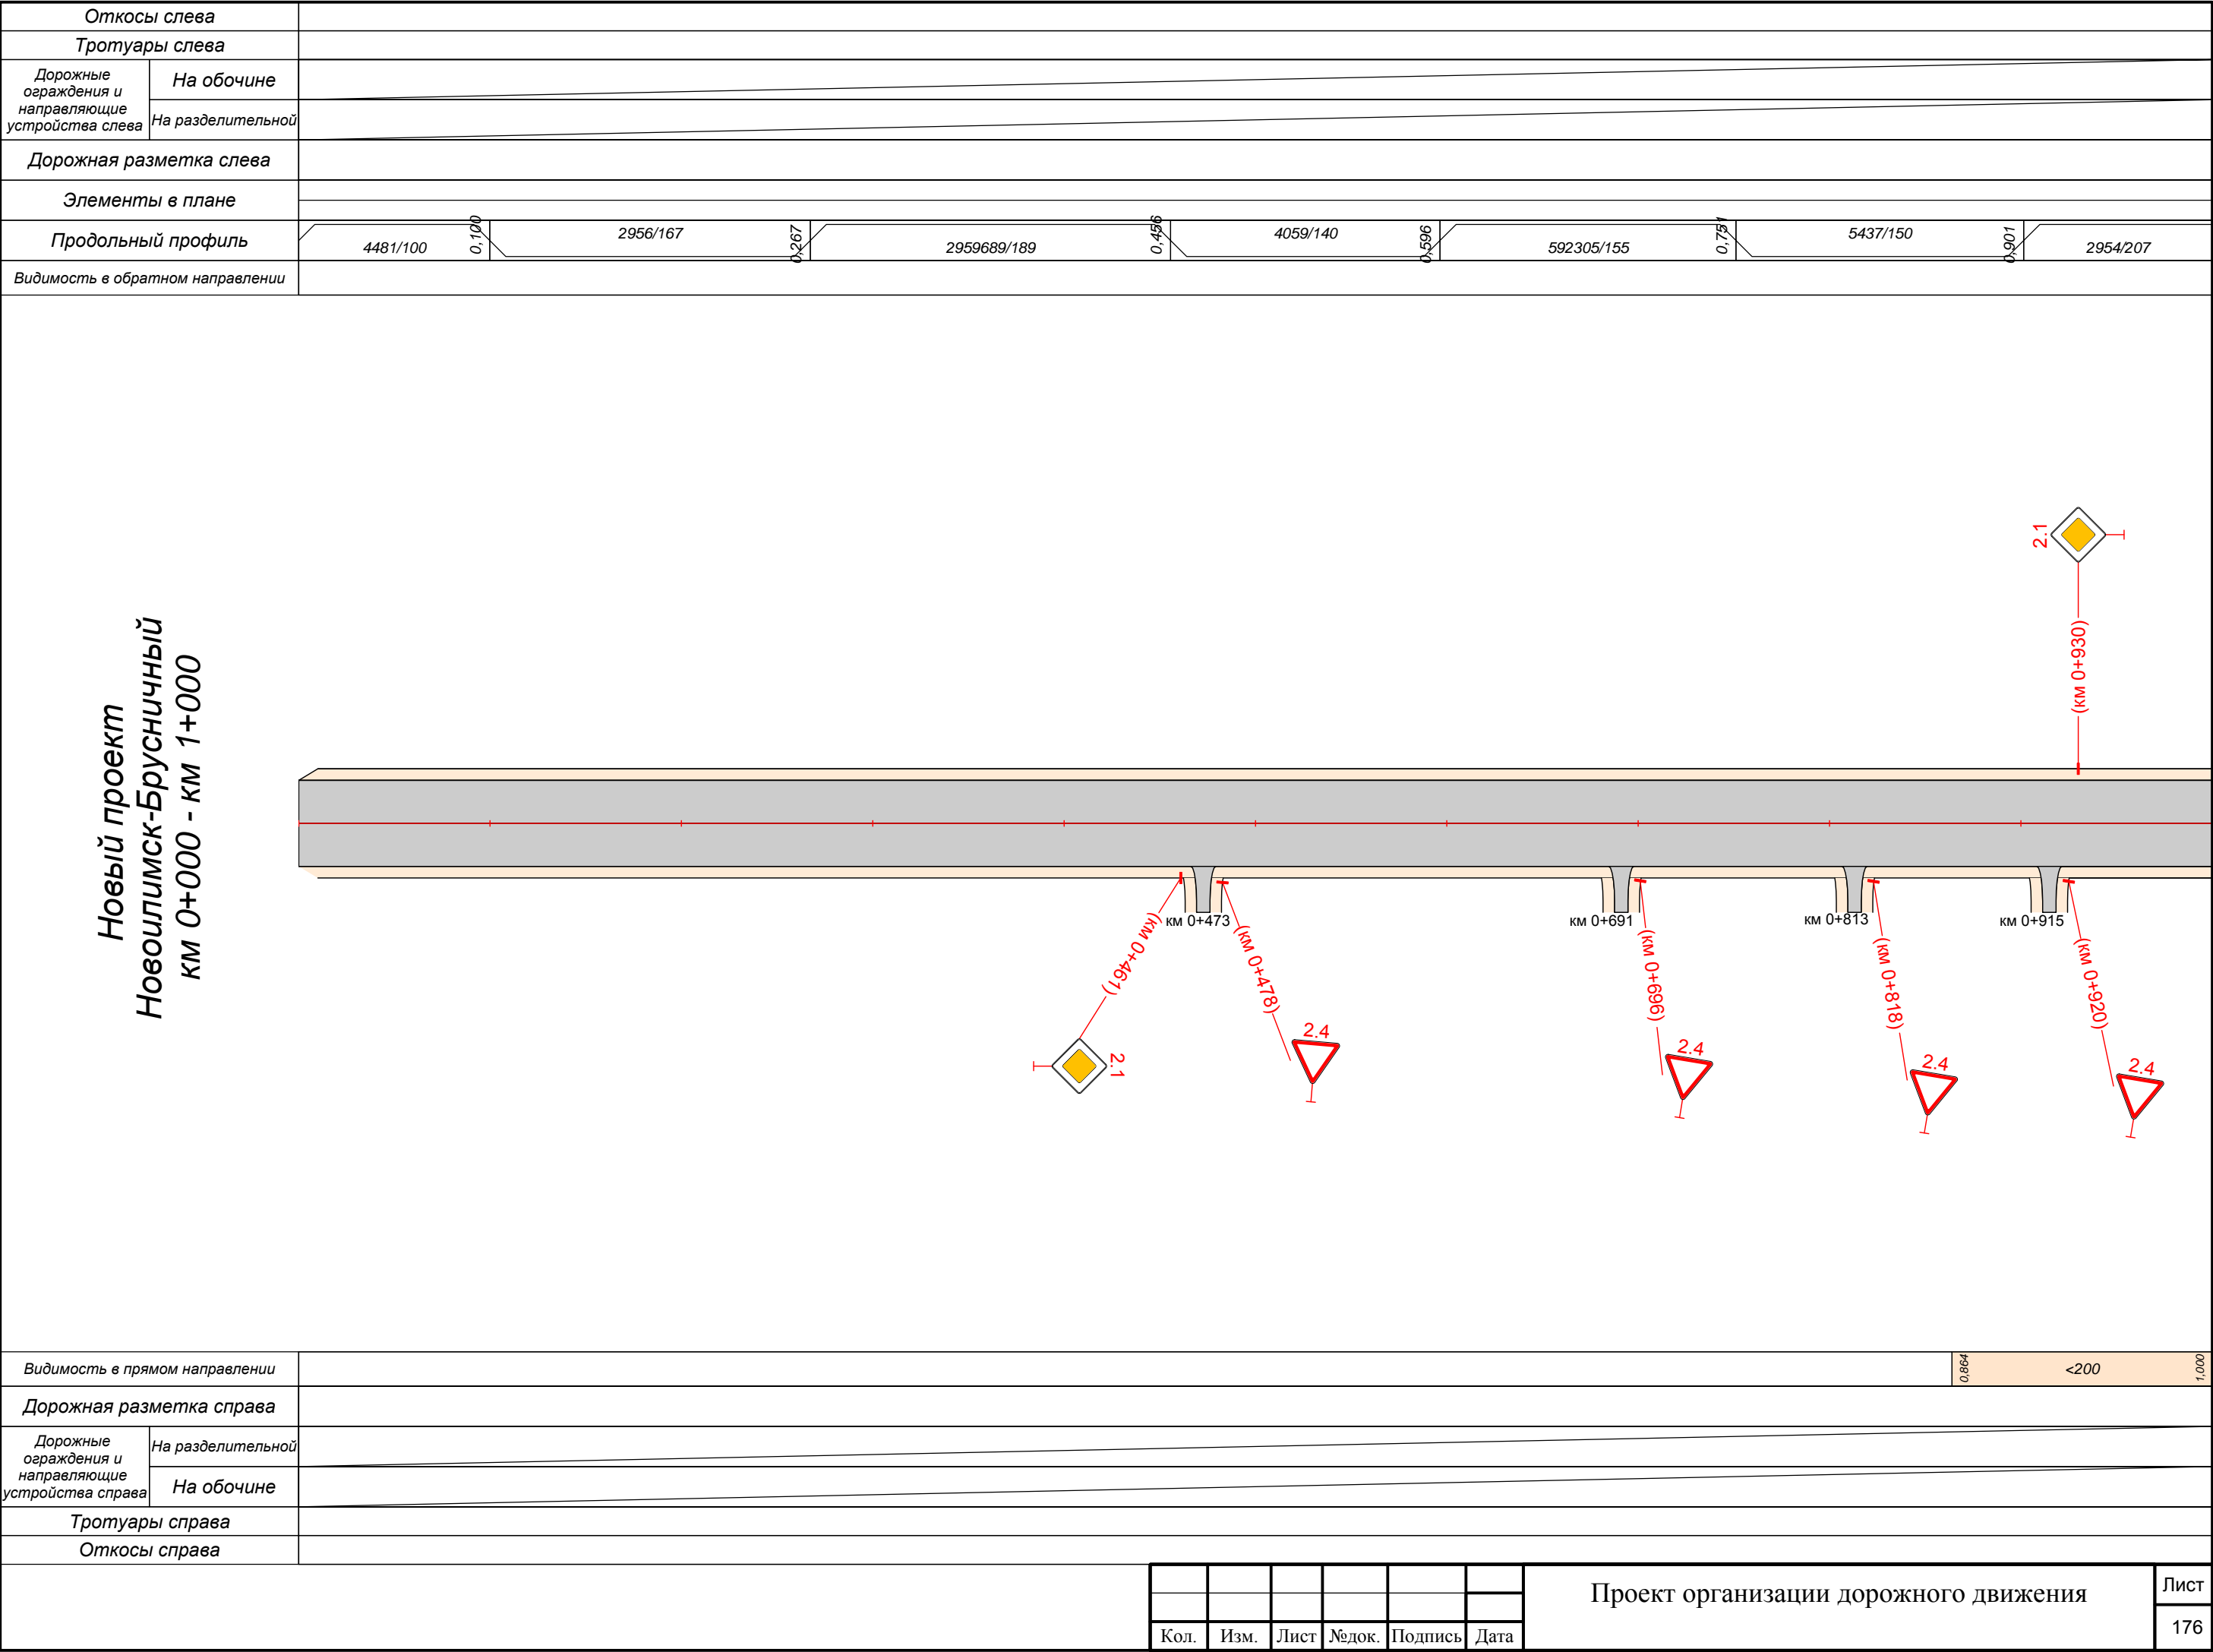 Откосы слева
Тротуары слева
Дорожные
ограждения и
направляющие
устройства слева
На обочине
На разделительной
Дорожная разметка слева
Элементы в плане
Продольный профиль
4481/100
0,100
2956/167
0,267
2959689/189
0,456
4059/140
0,596
592305/155
0,751
5437/150
0,901
2954/207
Видимость в обратном направлении
Новый проект
Новоилимск-Брусничный
км 0+000 - км 1+000
2.1
(км 0+930)
км 0+473
км 0+691
км 0+813
км 0+915
(км 0+461)
(км 0+478)
(км 0+696)
(км 0+818)
(км 0+920)
2.1
2.4
2.4
2.4
2.4
Видимость в прямом направлении
0,864
<200
1,000
Дорожная разметка справа
Дорожные
ограждения и
направляющие
устройства справа
На разделительной
На обочине
Тротуары справа
Откосы справа
Кол.
Изм.
Лист
№док.
Подпись
Дата
Проект организации дорожного движения
Лист
176